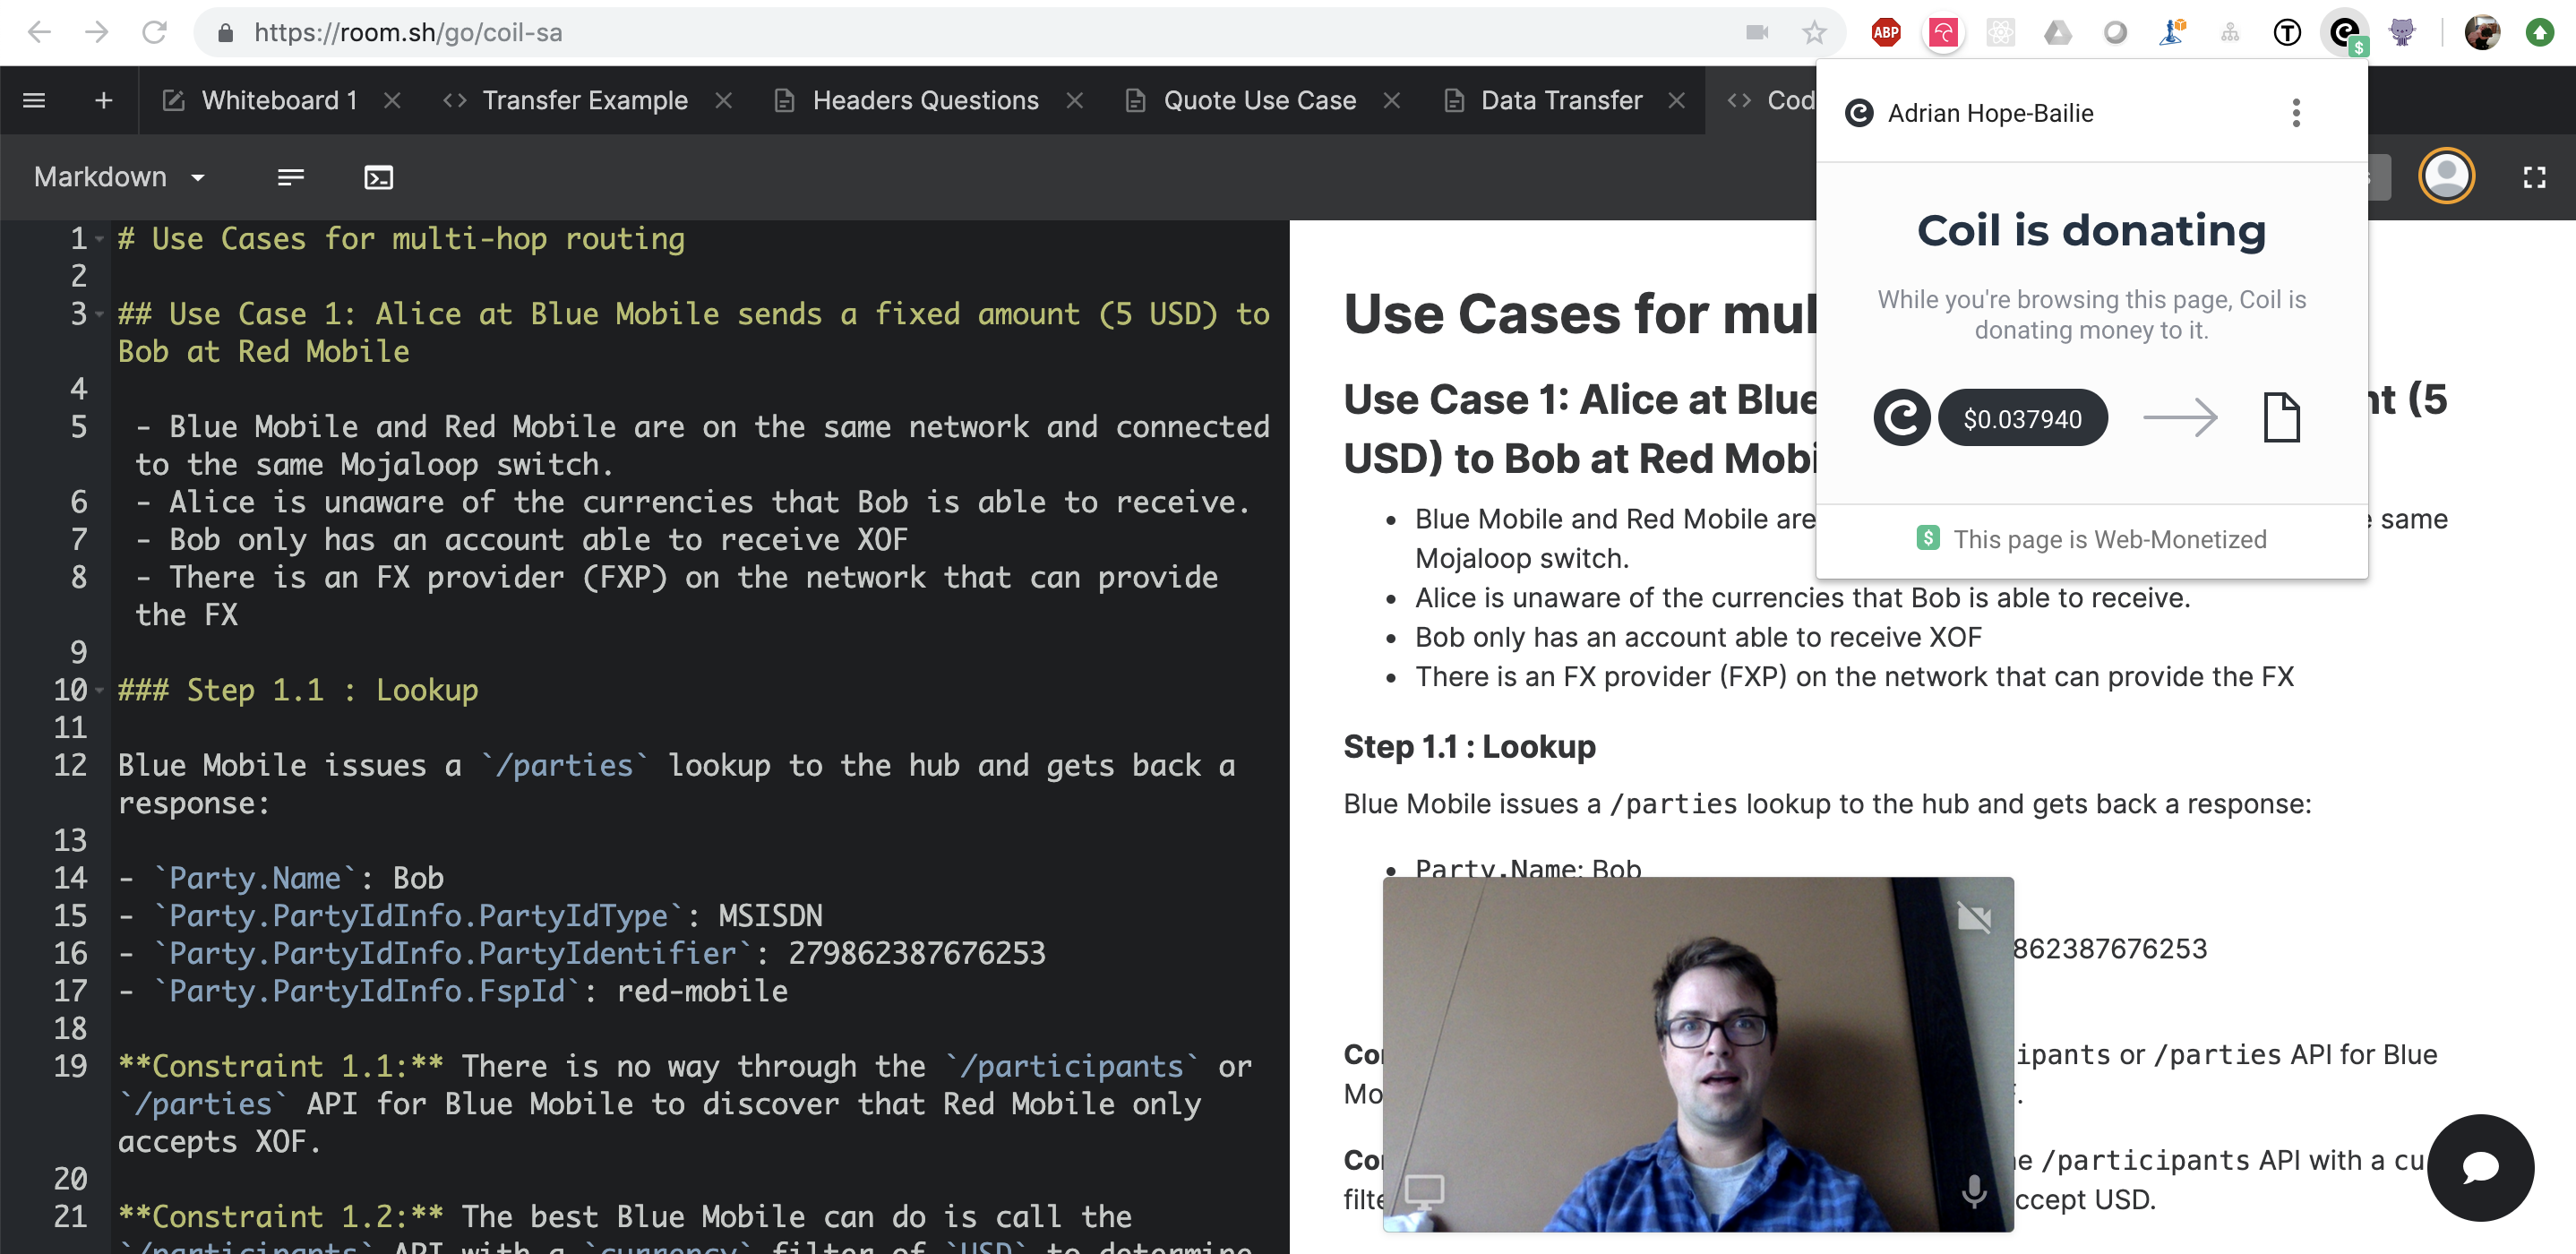 https://room.sh/go/coil-sa
ABP
Whiteboard 1
Transfer Example
Headers Questions
Quote Use Case
Data Transfer
Cod
Adrian Hope-Bailie
Markdown
Coil is donating
While you're browsing this page, Coil is
donating money to it.
$0.037940
$ This page is Web-Monetized
1 # Use Cases for multi-hop routing
2
3 ## Use Case 1: Alice at Blue Mobile sends a fixed amount (5 USD) to
Bob at Red Mobile
4
5 - Blue Mobile and Red Mobile are on the same network and connected
to the same Mojaloop switch.
6 - Alice is unaware of the currencies that Bob is able to receive.
7 - Bob only has an account able to receive XOF
8 - There is an FX provider (FXP) on the network that can provide
the FX
9
10 ### Step 1.1 : Lookup
11
12 Blue Mobile issues a `/parties` lookup to the hub and gets back a
response:
13
14 - `Party.Name`: Bob
15 - `Party.PartyIdInfo.PartyIdType`: MSISDN
16 - `Party.PartyIdInfo.PartyIdentifier`: 279862387676253
17 - `Party.PartyIdInfo.FspId`: red-mobile
18
19 **Constraint 1.1:** There is no way through the `/participants` or
`/parties` API for Blue Mobile to discover that Red Mobile only
accepts XOF.
20
21 **Constraint 1.2:** The best Blue Mobile can do is call the
`/participants` API with a `currency` filter of `USD` to determine
Use Cases for mul
Use Case 1: Alice at Blue nt (5
USD) to Bob at Red Mobi
• Blue Mobile and Red Mobile are same
Mojaloop switch.
• Alice is unaware of the currencies that Bob is able to receive.
• Bob only has an account able to receive XOF
• There is an FX provider (FXP) on the network that can provide the FX
Step 1.1 : Lookup
Blue Mobile issues a /parties lookup to the hub and gets back a response:
• Party.Name: Bob
862387676253
Con ipants or /parties API for Blue
Mo
Con e /participants API with a cu
filte ccept USD.